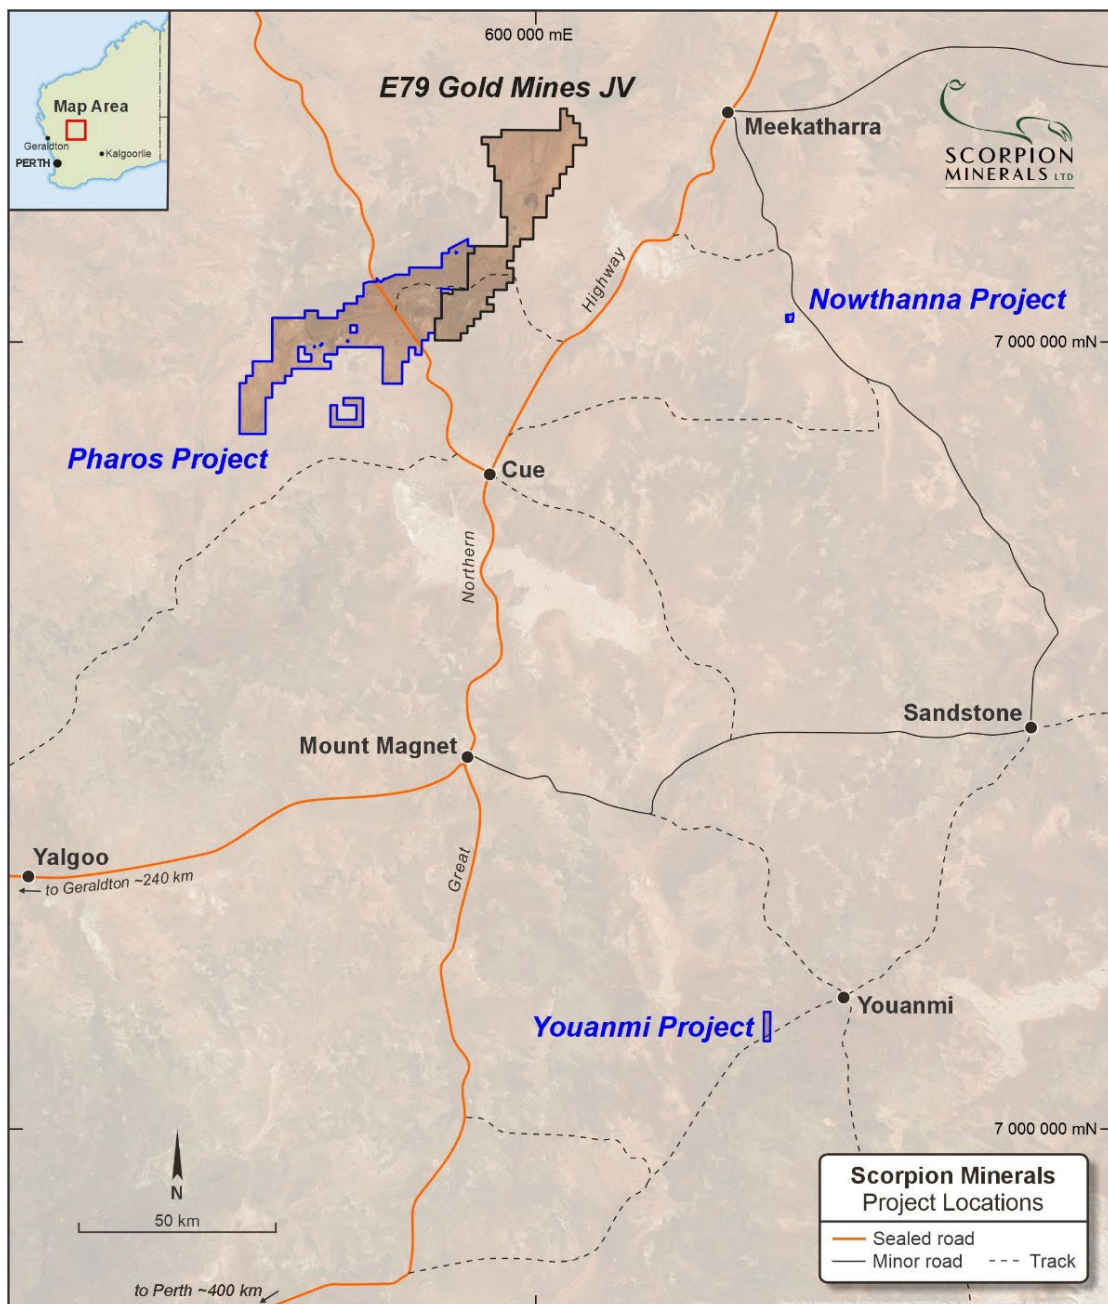 600 000 mE
E79 Gold Mines JV
Map Area
Geraldton
PERTH
Kalgoorlie
Meekatharra
SCORPION
MINERALS LTD
Highway
Nowthanna Project
7 000 000 mN
Pharos Project
Cue
Northern
Sandstone
Mount Magnet
Yalgoo
to Geraldton ~240 km
Great
Youanmi
Youanmi Project
7 000 000 mN
N
50 km
to Perth ~400 km
Scorpion Minerals
Project Locations
Sealed road
Minor road
Track